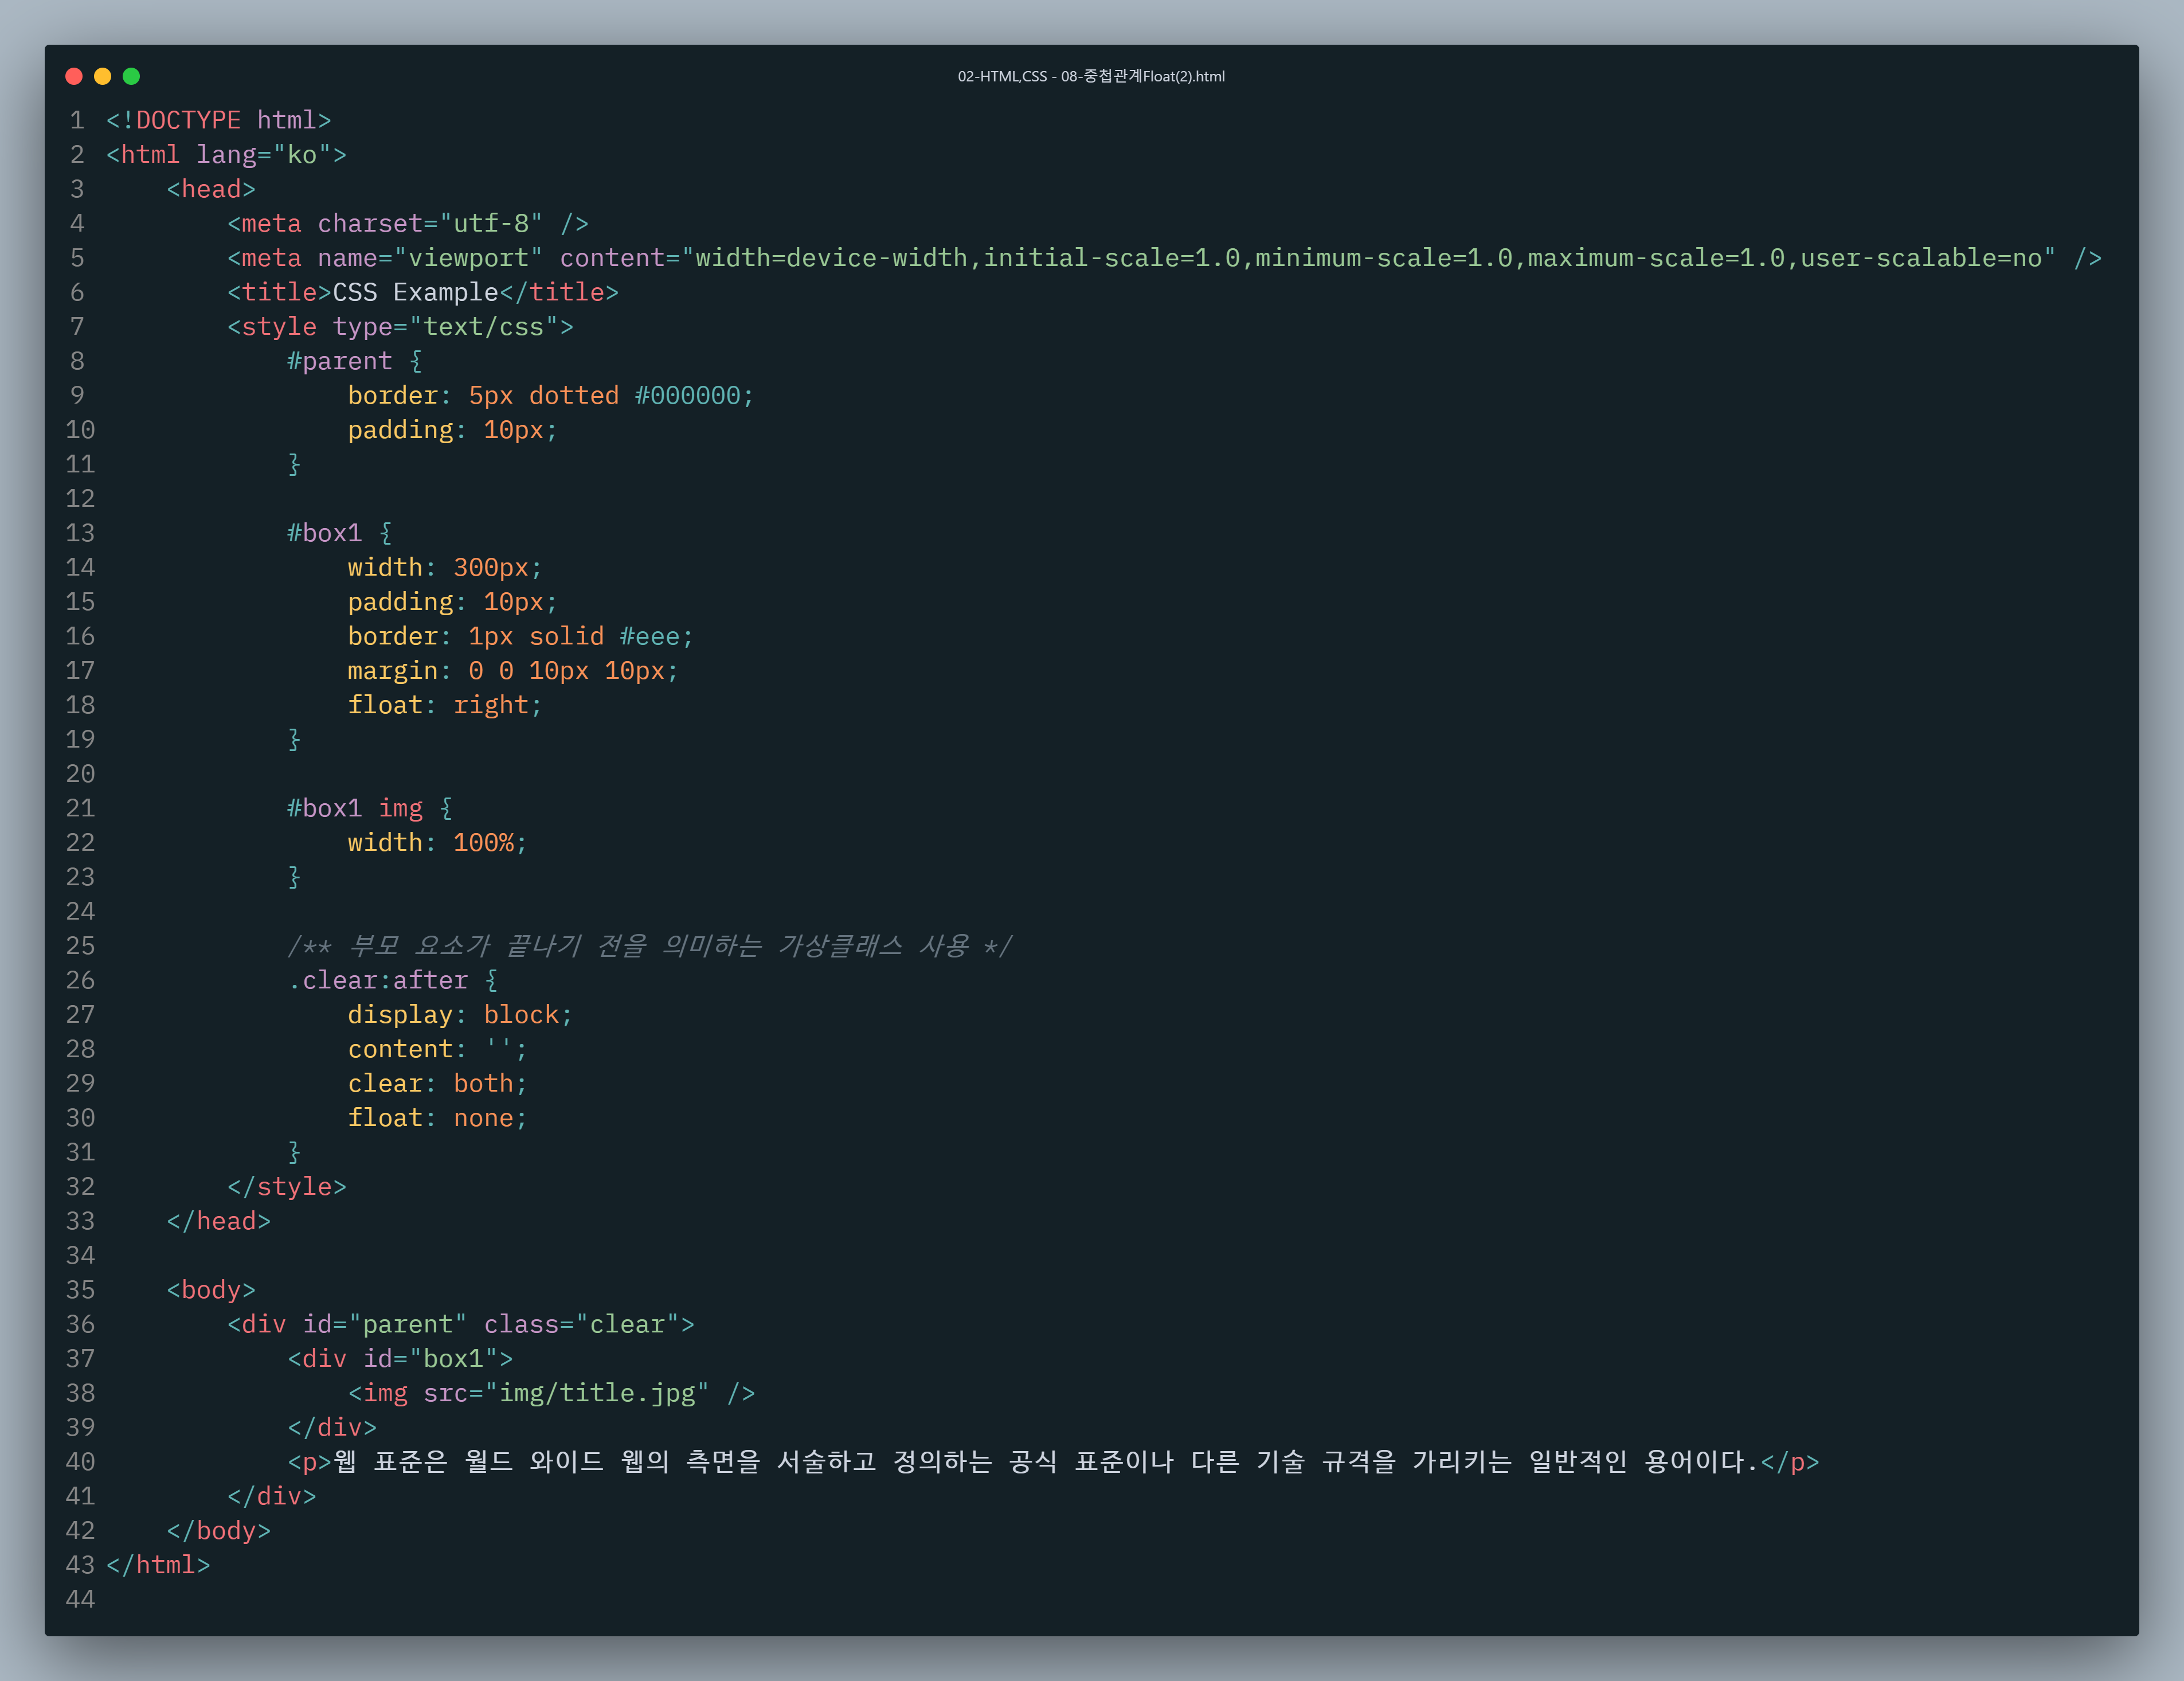 02-HTML,CSS - 08-중첩관계Float(2).html
1 <!DOCTYPE html>
2 <html lang="ko">
3     <head>
4         <meta charset="utf-8" />
5         <meta name="viewport" content="width=device-width,initial-scale=1.0,minimum-scale=1.0,maximum-scale=1.0,user-scalable=no" />
6         <title>CSS Example</title>
7         <style type="text/css">
8             #parent {
9                 border: 5px dotted #000000;
10                 padding: 10px;
11             }
12
13             #box1 {
14                 width: 300px;
15                 padding: 10px;
16                 border: 1px solid #eee;
17                 margin: 0 0 10px 10px;
18                 float: right;
19             }
20
21             #box1 img {
22                 width: 100%;
23             }
24
25             /** 부모 요소가 끝나기 전을 의미하는 가상클래스 사용 */
26             .clear:after {
27                 display: block;
28                 content: '';
29                 clear: both;
30                 float: none;
31             }
32         </style>
33     </head>
34
35     <body>
36         <div id="parent" class="clear">
37             <div id="box1">
38                 <img src="img/title.jpg" />
39             </div>
40             <p>웹 표준은 월드 와이드 웹의 측면을 서술하고 정의하는 공식 표준이나 다른 기술 규격을 가리키는 일반적인 용어이다.</p>
41         </div>
42     </body>
43 </html>
44